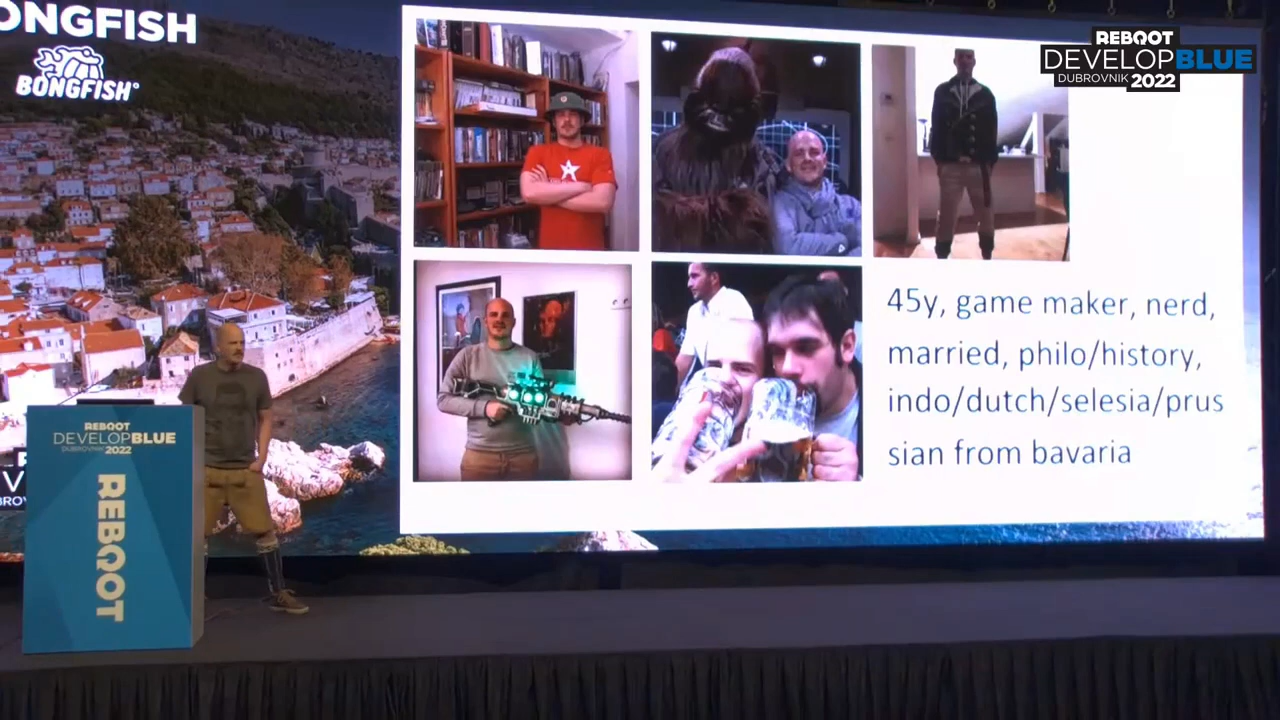 ONGFISH
BONGFISH
REBOOT
DEVELOPBLUE
DUBROVNIK 2022
45y, game maker, nerd,
married, philo/history,
indo/dutch/selesia/prus
sian from bavaria
REBOOT
DEVELOPBLUE
DUBROVNIK 2022
REBOOT